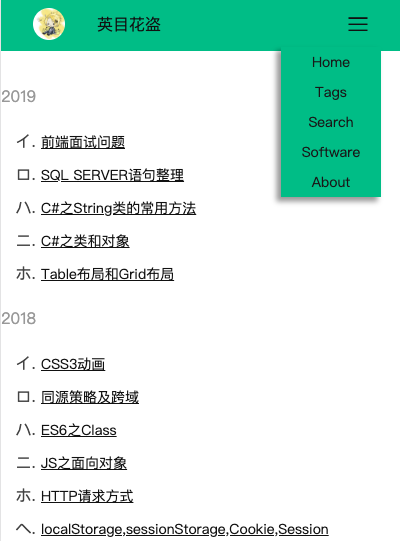 英目花盗
Home
Tags
Search
Software
About
2019
イ. 前端面试问题
ロ. SQL SERVER语句整理
ハ. C#之String类的常用方法
ニ. C#之类和对象
ホ. Table布局和Grid布局
2018
イ. CSS3动画
ロ. 同源策略及跨域
ハ. ES6之Class
ニ. JS之面向对象
ホ. HTTP请求方式
ヘ. localStorage,sessionStorage,Cookie,Session